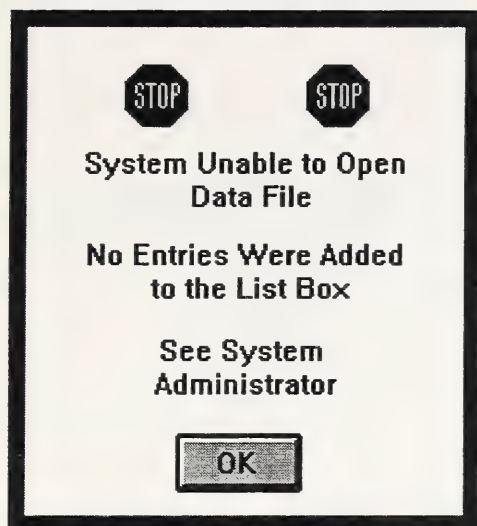 STOP STOP
System Unable to Open
Data File
No Entries Were Added
to the List Box
See System
Administrator
OK